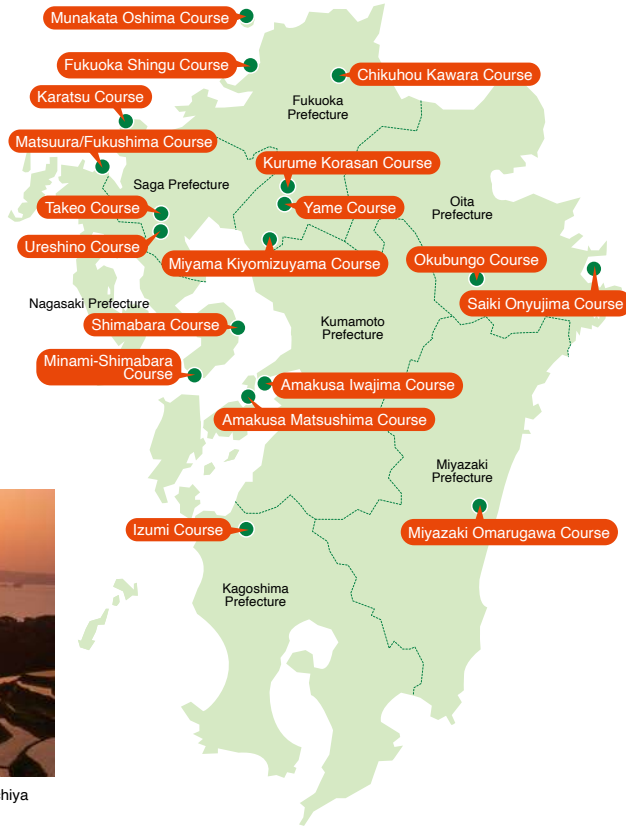 Munakata Oshima Course
Fukuoka Shingu Course
Chikuhou Kawara Course
Karatsu Course
Fukuoka
Prefecture
Matsuura/Fukushima Course
Kurume Korasan Course
Saga Prefecture
Takeo Course
Yame Course
Oita
Prefecture
Ureshino Course
Miyama Kiyomizuyama Course
Okubungo Course
Saiki Onyujima Course
Nagasaki Prefecture
Shimabara Course
Kumamoto
Prefecture
Minami-Shimabara
Course
Amakusa Iwajima Course
Amakusa Matsushima Course
Miyazaki
Prefecture
Izumi Course
Miyazaki Omarugawa Course
Kagoshima
Prefecture